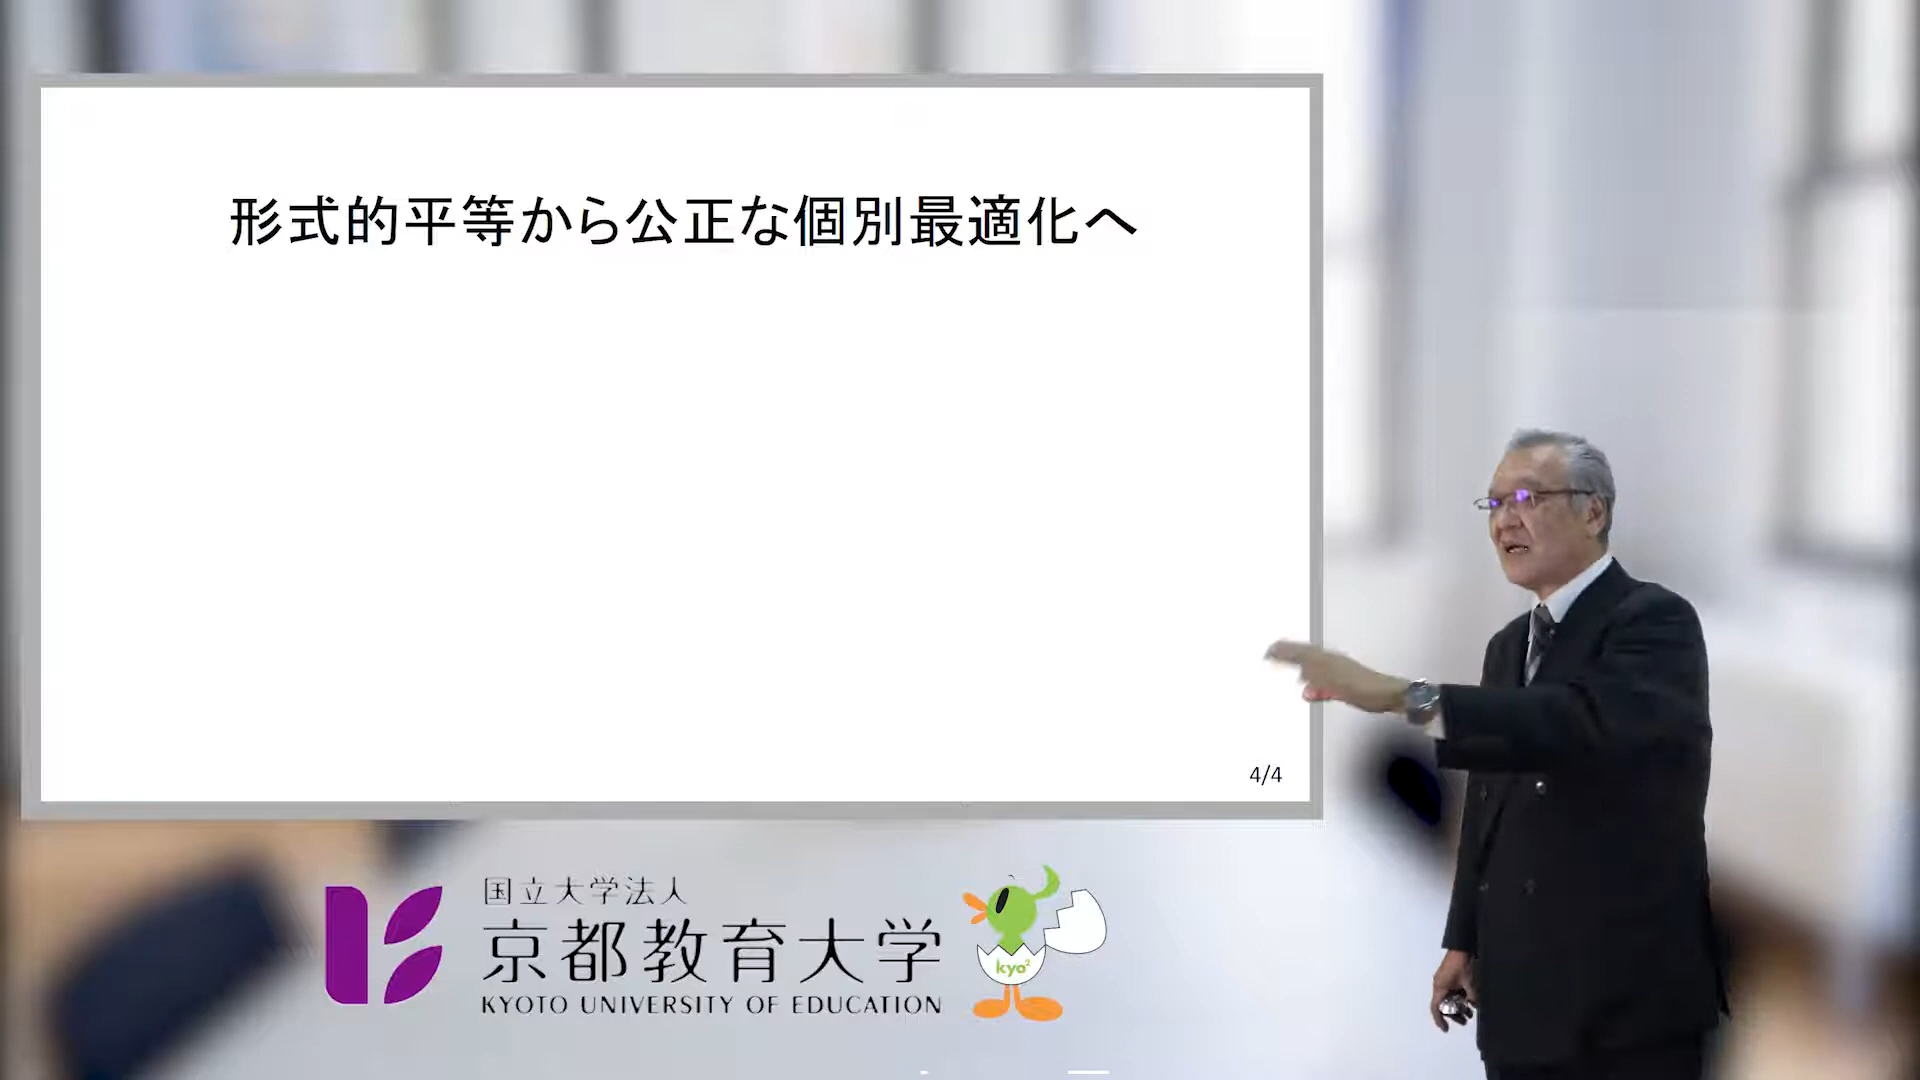 形式的平等から公正な個別最適化へ
4/4
国立大学法人
京都教育大学
KYOTO UNIVERSITY OF EDUCATION
kyo²